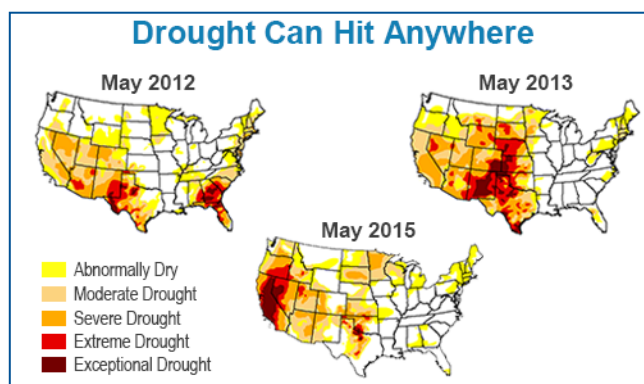 Drought Can Hit Anywhere
May 2012
May 2013
May 2015
Abnormally Dry
Moderate Drought
Severe Drought
Extreme Drought
Exceptional Drought